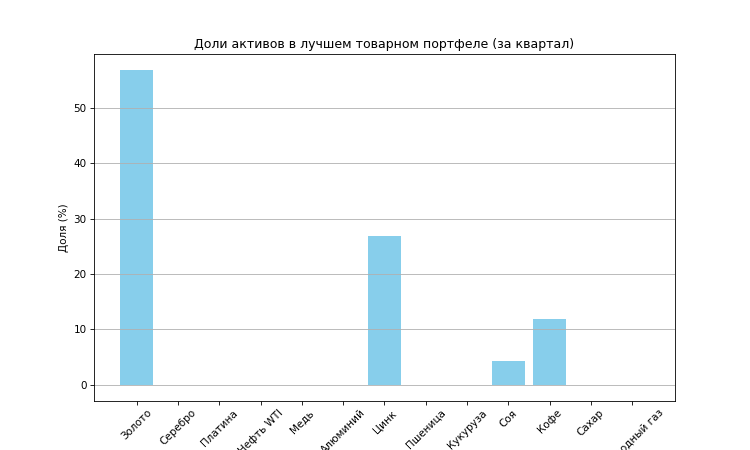 Доли активов в лучшем товарном портфеле (за квартал)
Доля (%)
50
40
30
20
10
0
Золото
Серебро
Платина
Нефть WTI
Медь
Алюминий
Цинк
Пшеница
Кукуруза
Соя
Кофе
Сахар
газ